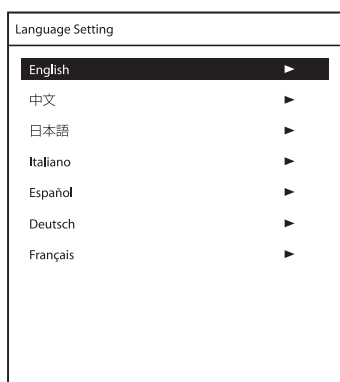 Language Setting
English
中文
日本語
Italiano
Español
Deutsch
Français